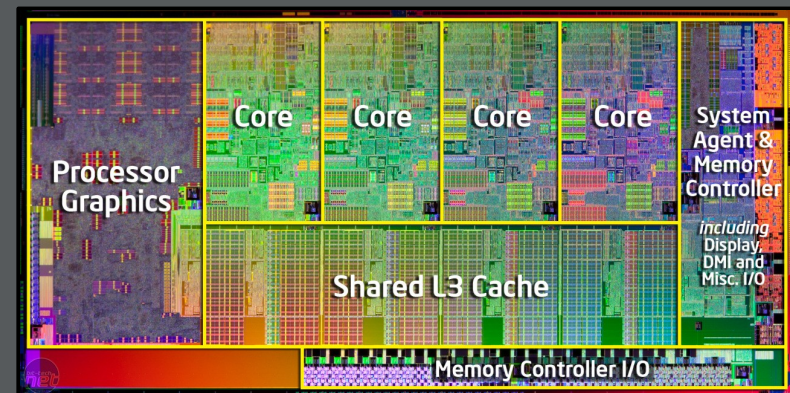 Processor
Graphics
Core
Core
Core
Core
System
Agent &
Memory
Controller
including
Display,
DMI and
Misc. I/O
Shared L3 Cache
Memory Controller I/O
net